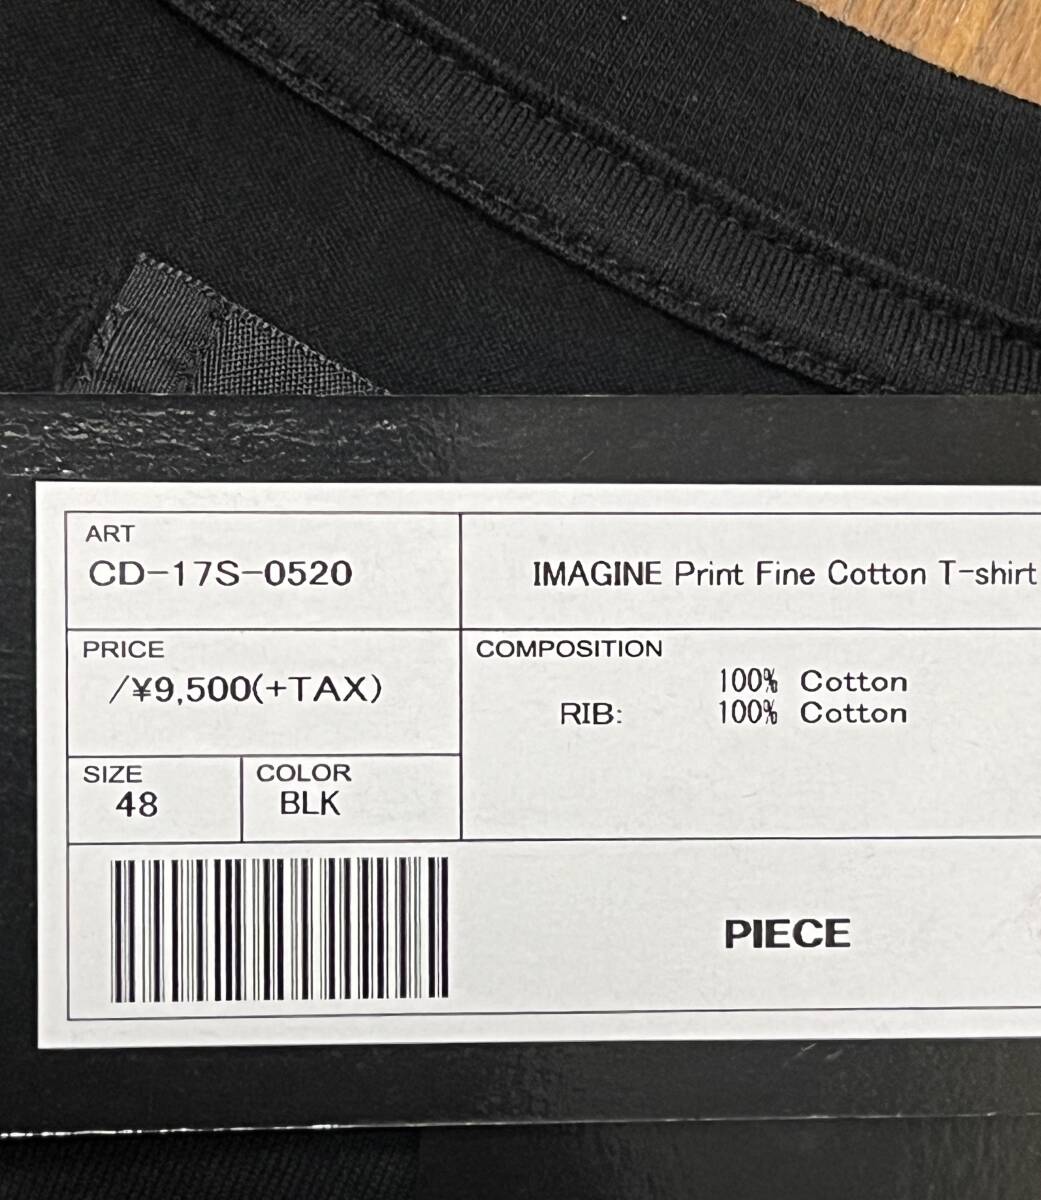 ART
CD-17S-0520
IMAGINE Print Fine Cotton T-shirt
PRICE
/¥9,500(+TAX)
COMPOSITION
100% Cotton
RIB: 100% Cotton
SIZE
48
COLOR
BLK
PIECE